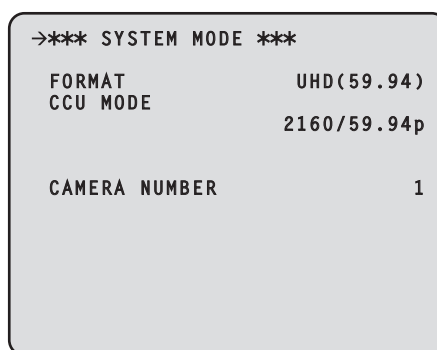 →*** SYSTEM MODE ***
FORMAT UHD(59.94)
CCU MODE
2160/59.94p
CAMERA NUMBER 1